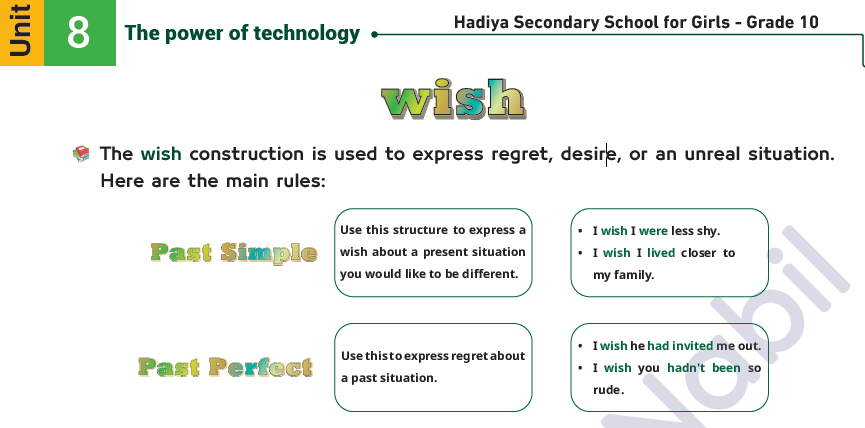 Unit
8
The power of technology
Hadiya Secondary School for Girls - Grade 10
wish
The wish construction is used to express regret, desire, or an unreal situation.
Here are the main rules:
Past Simple
Use this structure to express a
wish about a present situation
you would like to be different.
• I wish I were less shy.
• I wish I lived closer to
my family.
Past Perfect
Use this to express regret about
a past situation.
• I wish he had invited me out.
• I wish you hadn't been so
rude.
Nabil